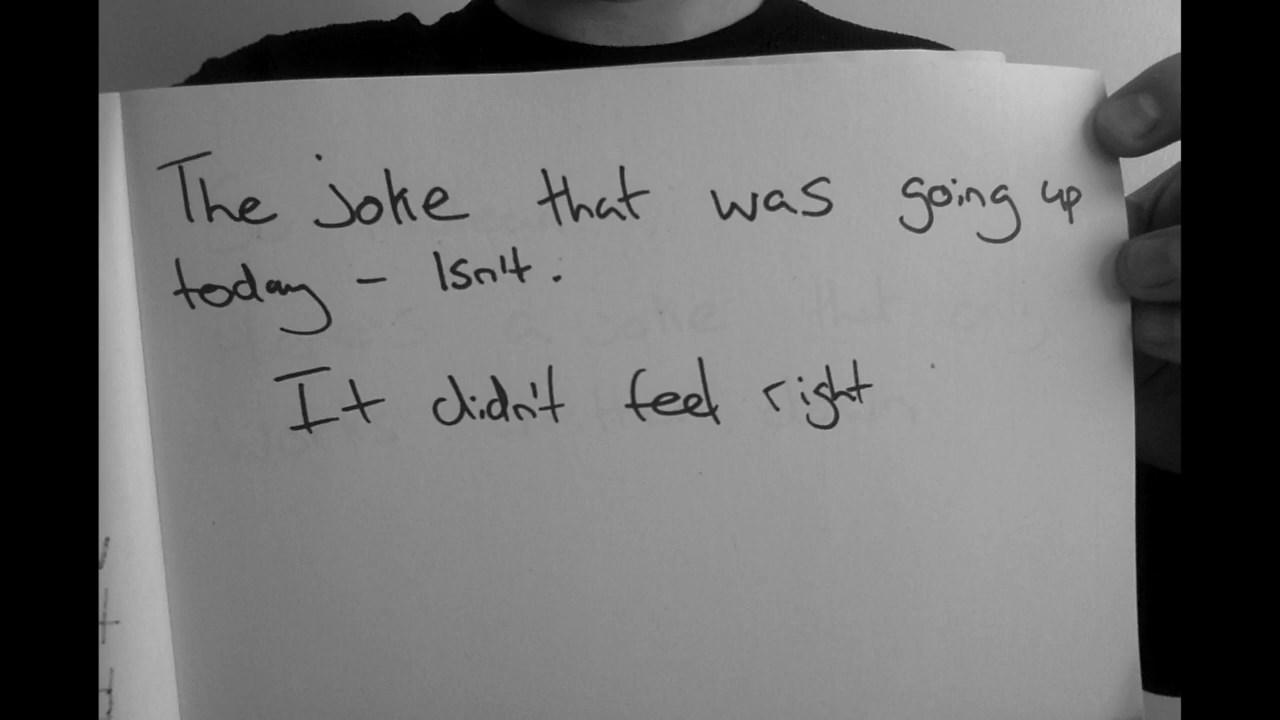 The joke that was going up
today - Isn't.
It didn't feel right